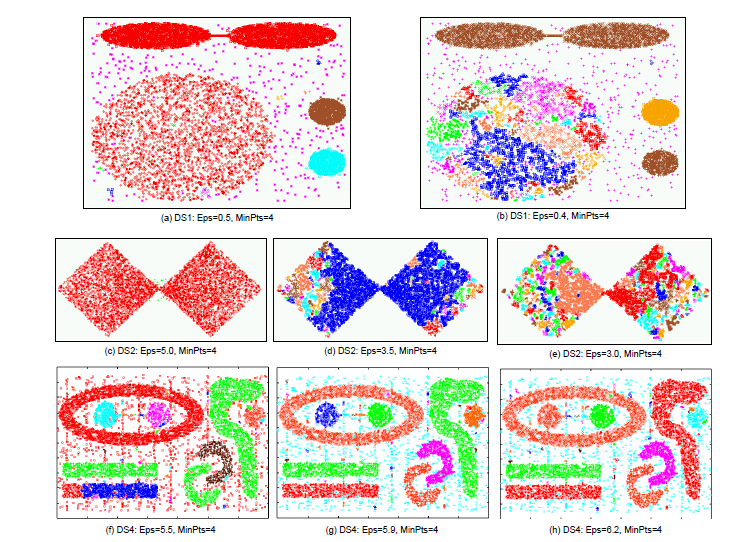 (a) DS1: Eps=0.5, MinPts=4
(b) DS1: Eps=0.4, MinPts=4
(c) DS2: Eps=5.0, MinPts=4
(d) DS2: Eps=3.5, MinPts=4
(e) DS2: Eps=3.0, MinPts=4
(f) DS4: Eps=5.5, MinPts=4
(g) DS4: Eps=5.9, MinPts=4
(h) DS4: Eps=6.2, MinPts=4